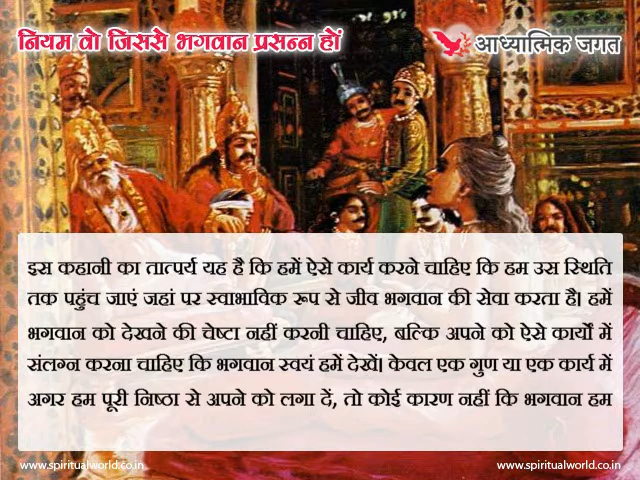 नियम वो जिससे भगवान प्रसन्न हों
आध्यात्मिक जगत
इस कहानी का तात्पर्य यह है कि हमें ऐसे कार्य करने चाहिए कि हम उस स्थिति
तक पहुंच जाएं जहां पर स्वाभाविक रूप से जीव भगवान की सेवा करता है। हमें
भगवान को देखने की चेष्टा नहीं करनी चाहिए, बल्कि अपने को ऐसे कार्यों में
संलग्न करना चाहिए कि भगवान स्वयं हमें देखें। केवल एक गुण या एक कार्य में
अगर हम पूरी निष्ठा से अपने को लगा दें, तो कोई कारण नहीं कि भगवान हम
www.spiritualworld.co.in
www.spiritualworld.co.in